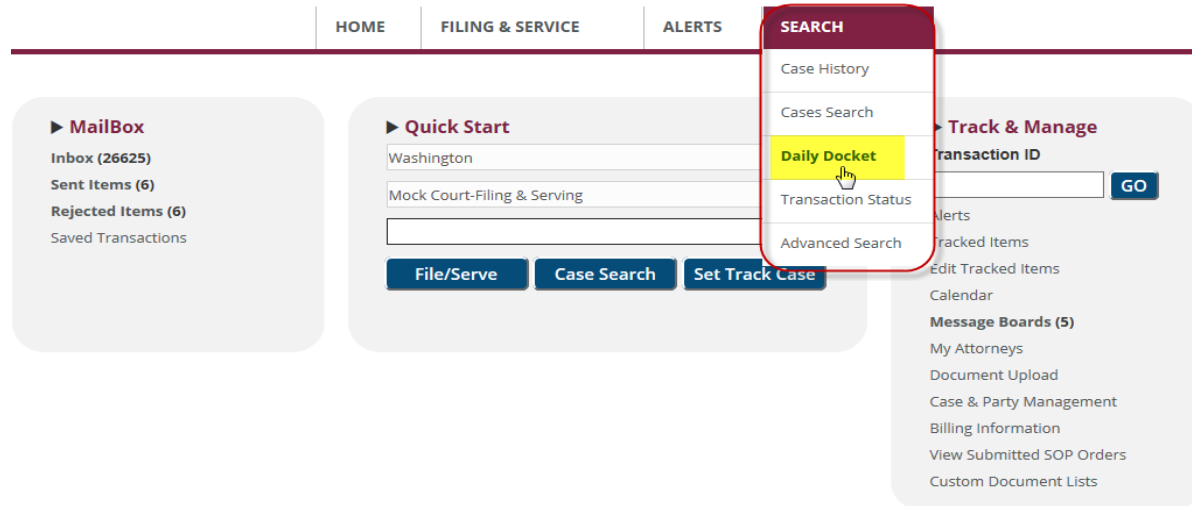 HOME
FILING & SERVICE
ALERTS
SEARCH
Case History
Cases Search
Daily Docket
Transaction Status
Advanced Search
MailBox
Inbox (26625)
Sent Items (6)
Rejected Items (6)
Saved Transactions
Quick Start
Washington
Mock Court-Filing & Serving
File/Serve
Case Search
Set Track Case
Track & Manage
Transaction ID
GO
Alerts
Tracked Items
Edit Tracked Items
Calendar
Message Boards (5)
My Attorneys
Document Upload
Case & Party Management
Billing Information
View Submitted SOP Orders
Custom Document Lists